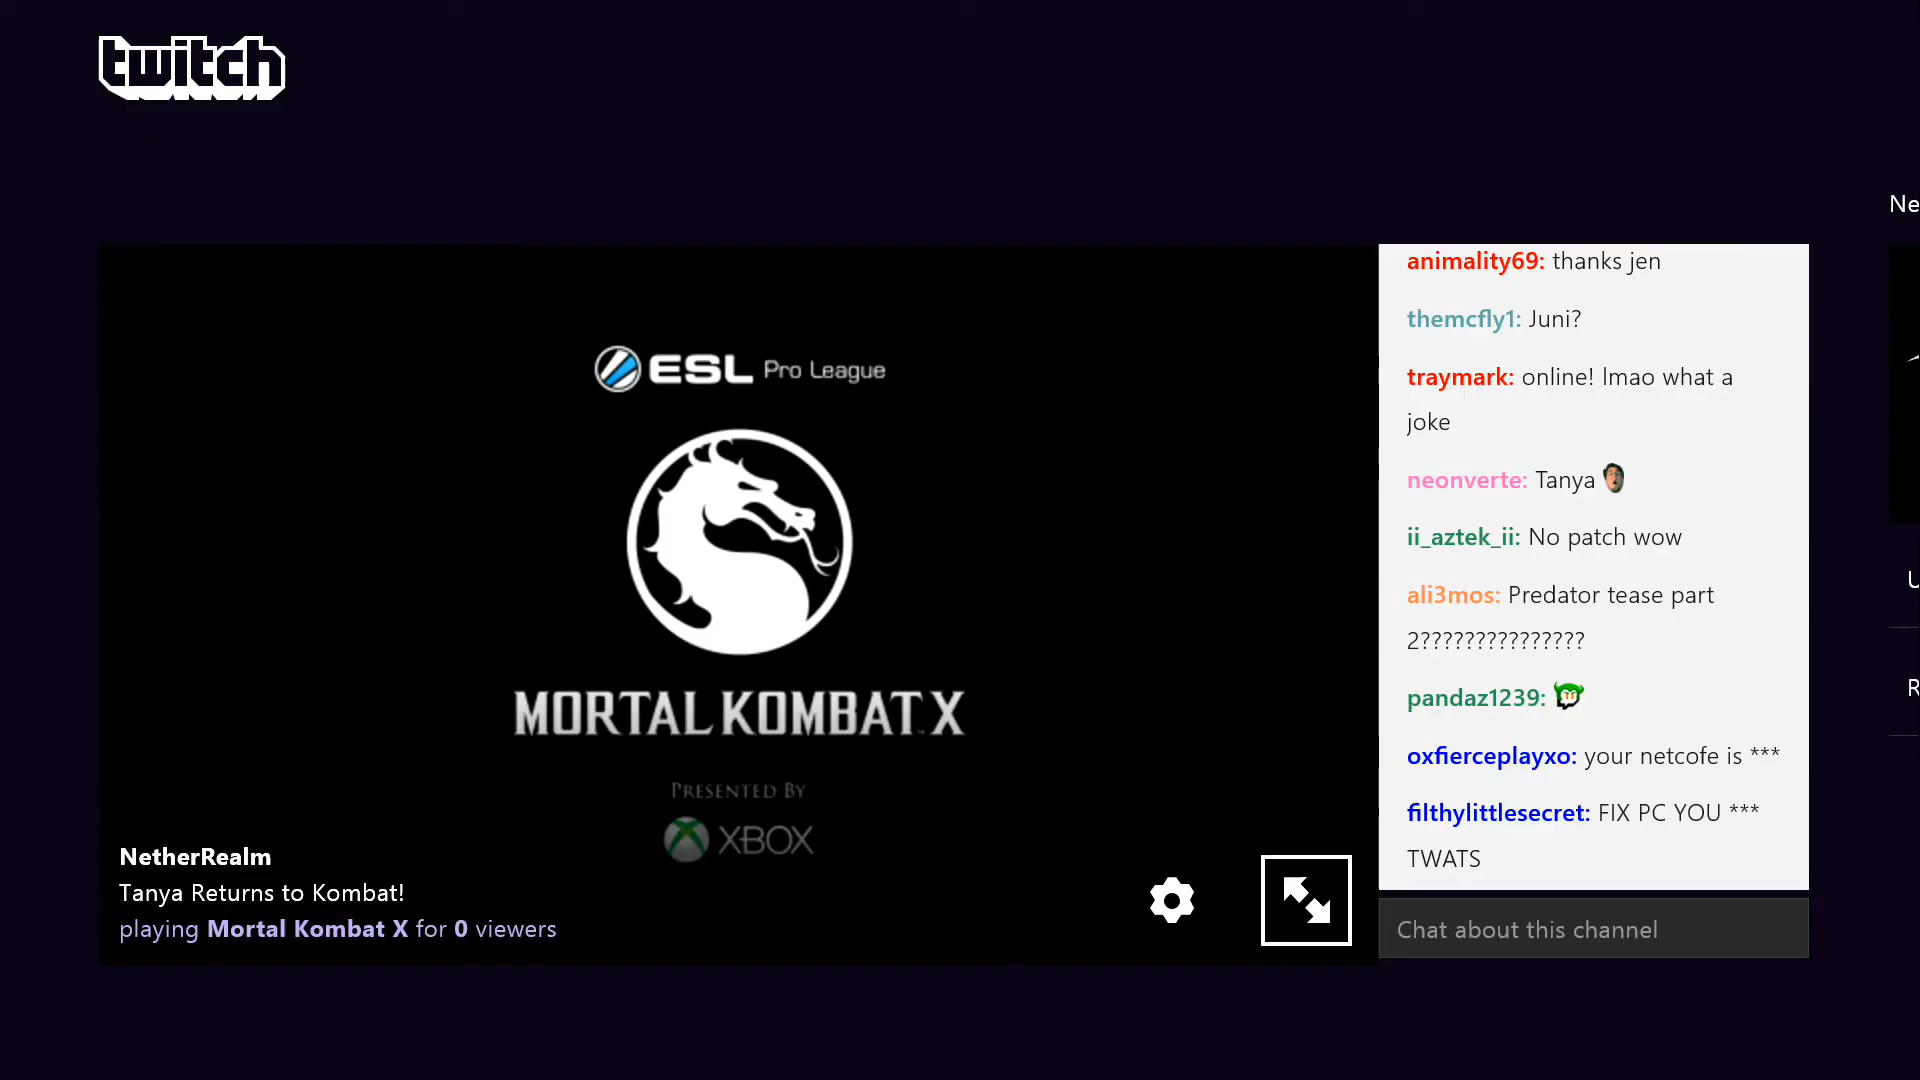 twitch
Ne
ESL Pro League
MORTAL KOMBAT X
PRESENTED BY
XBOX
NetherRealm
Tanya Returns to Kombat!
playing Mortal Kombat X for 0 viewers
animality69: thanks jen
themcfly1: Juni?
traymark: online! lmao what a
joke
neonverte: Tanya
ii_aztek_ii: No patch wow
ali3mos: Predator tease part
2???????????????
pandaz1239:
oxfierceplayxo: your netcofe is ***
filthylittlesecret: FIX PC YOU ***
TWATS
Chat about this channel
U
R